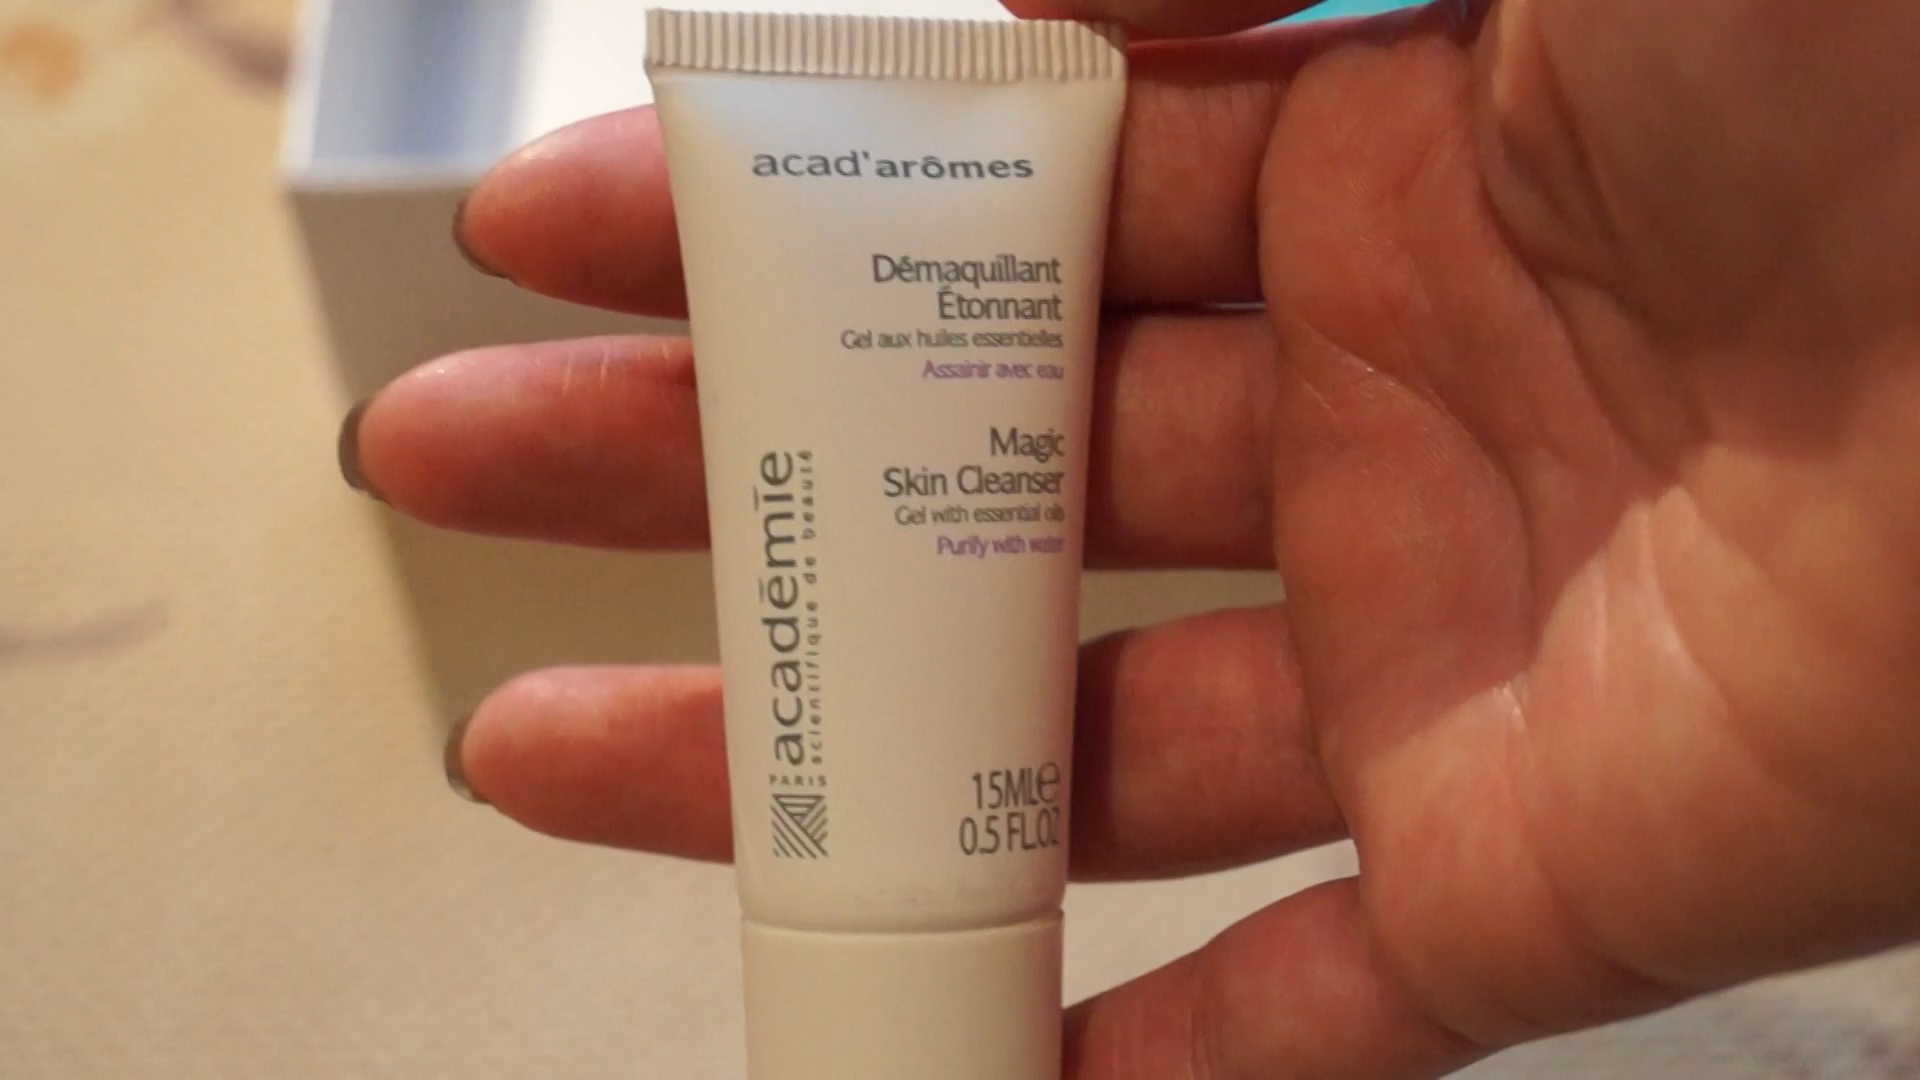 acad'arômes
Démaquillant
Étonnant
Gel aux huiles essentielles
Assainir avec eau
Magic
Skin Cleanser
Gel with essential oils
Purify with water
académie
scientifique de beauté
PARIS
15ML e
0.5 FL.OZ